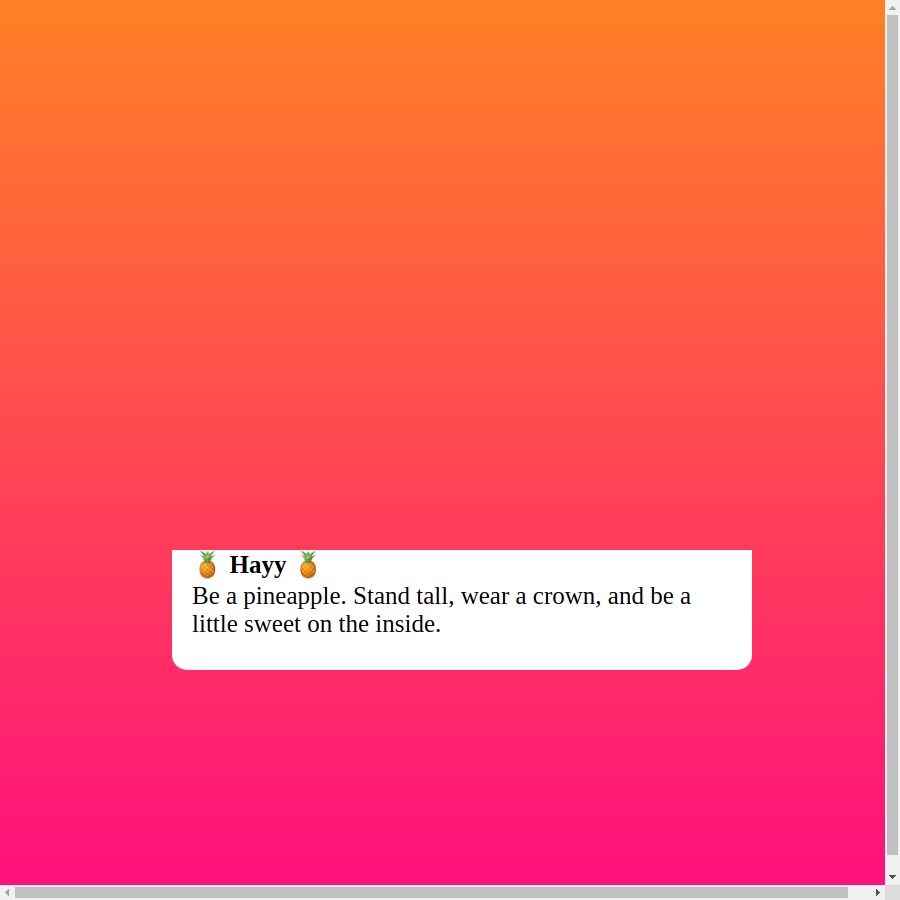 🍍 Hayy 🍍
Be a pineapple. Stand tall, wear a crown, and be a
little sweet on the inside.